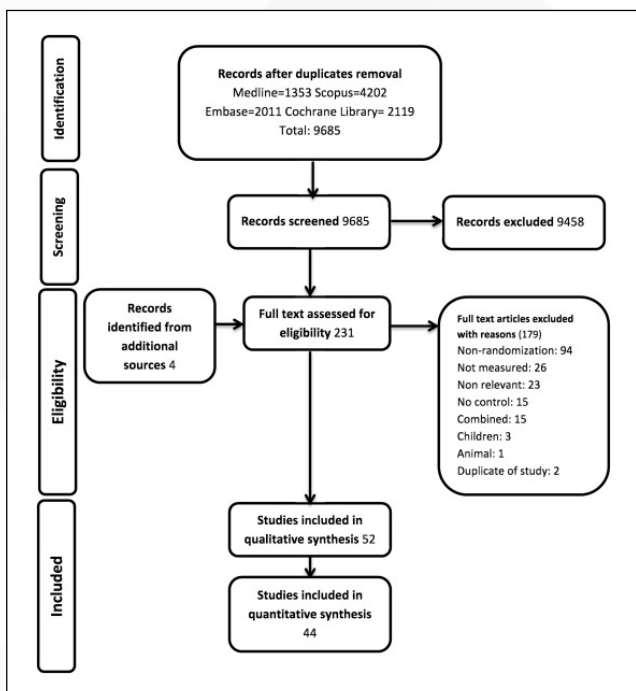 Identification
Records after duplicates removal
Medline=1353 Scopus=4202
Embase=2011 Cochrane Library= 2119
Total: 9685
Screening
Records screened 9685
Records excluded 9458
Eligibility
Records
identified from
additional
sources 4
Full text assessed for
eligibility 231
Full text articles excluded
with reasons (179)
Non-randomization: 94
Not measured: 26
Non relevant: 23
No control: 15
Combined: 15
Children: 3
Animal: 1
Duplicate of study: 2
Included
Studies included in
qualitative synthesis 52
Studies included in
quantitative synthesis
44